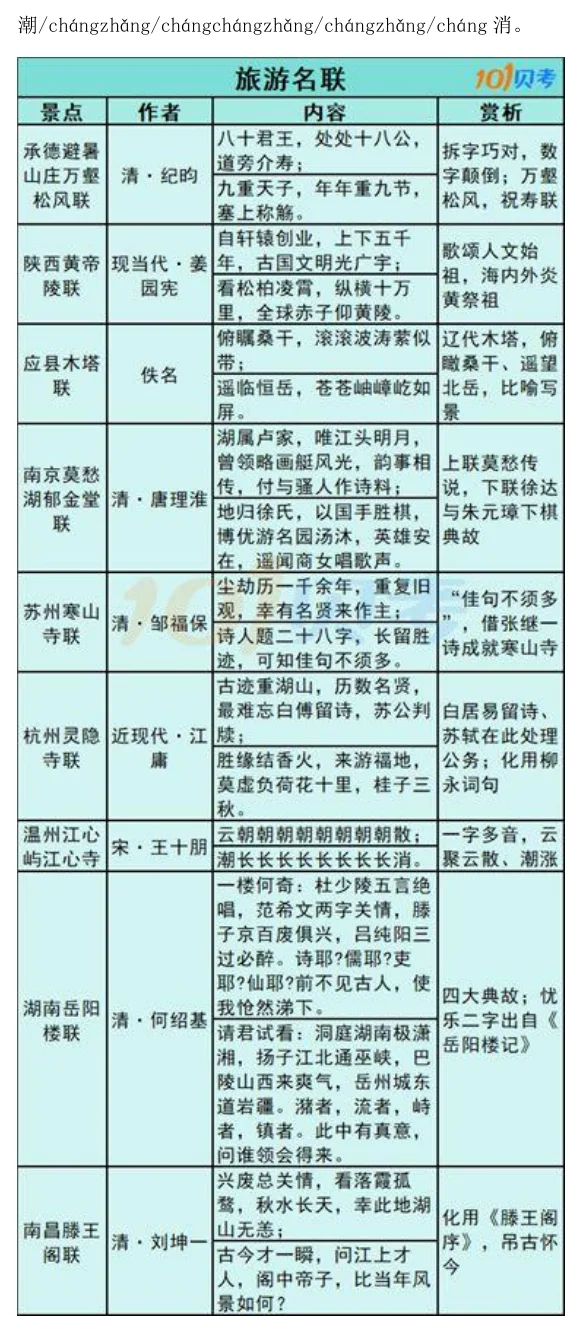 潮/chángzhǎng/chángchángzhǎng/chángzhǎng/cháng 消。
旅游名联
101贝考
景点 作者 内容 赏析
承德避暑
山庄万壑
松风联
清·纪昀
八十君王，处处十八公，
道旁介寿；
九重天子，年年重九节，
塞上称觞。
拆字巧对，数
字颠倒；万壑
松风，祝寿联
陕西黄帝
陵联
现当代·姜
园宪
自轩辕创业，上下五千
年，古国文明光广宇；
看松柏凌霄，纵横十万
里，全球赤子仰黄陵。
歌颂人文始
祖，海内外炎
黄祭祖
应县木塔
联
佚名
俯瞩桑干，滚滚波涛萦似
带；
遥临恒岳，苍苍岫嶂屹如
屏。
辽代木塔，俯
瞰桑干、遥望
北岳，比喻写
景
南京莫愁
湖郁金堂
联
清·唐理淮
湖属卢家，唯江头明月，
曾领略画艇风光，韵事相
传，付与骚人作诗料；
地归徐氏，以国手胜棋，
博优游名园汤沐，英雄安
在，遥闻商女唱歌声。
上联莫愁传
说，下联徐达
与朱元璋下棋
典故
苏州寒山
寺联
清·邹福保
尘劫历一千余年，重复旧
观，幸有名贤来作主；
诗人题二十八字，长留胜
迹，可知佳句不须多。
“佳句不须多
”，借张继一
诗成就寒山寺
杭州灵隐
寺联
近现代·江
庸
古迹重湖山，历数名贤，
最难忘白傅留诗，苏公判
牍；
胜缘结香火，来游福地，
莫虚负荷花十里，桂子三
秋。
白居易留诗、
苏轼在此处理
公务；化用柳
永词句
温州江心
屿江心寺
宋·王十朋
云朝朝朝朝朝朝朝朝散；
潮长长长长长长长长消。
一字多音，云
聚云散、潮涨
湖南岳阳
楼联
清·何绍基
一楼何奇：杜少陵五言绝
唱，范希文两字关情，滕
子京百废俱兴，吕纯阳三
过必醉。诗耶?儒耶?吏
耶?仙耶?前不见古人，使
我怆然涕下。
请君试看：洞庭湖南极潇
湘，扬子江北通巫峡，巴
陵山西来爽气，岳州城东
道岩疆。潴者，流者，峙
者，镇者。此中有真意，
问谁领会得来。
四大典故；忧
乐二字出自《
岳阳楼记》
南昌滕王
阁联
清·刘坤一
兴废总关情，看落霞孤
鹜，秋水长天，幸此地湖
山无恙；
古今才一瞬，问江上才
人，阁中帝子，比当年风
景如何？
化用《滕王阁
序》，吊古怀
今
101贝考